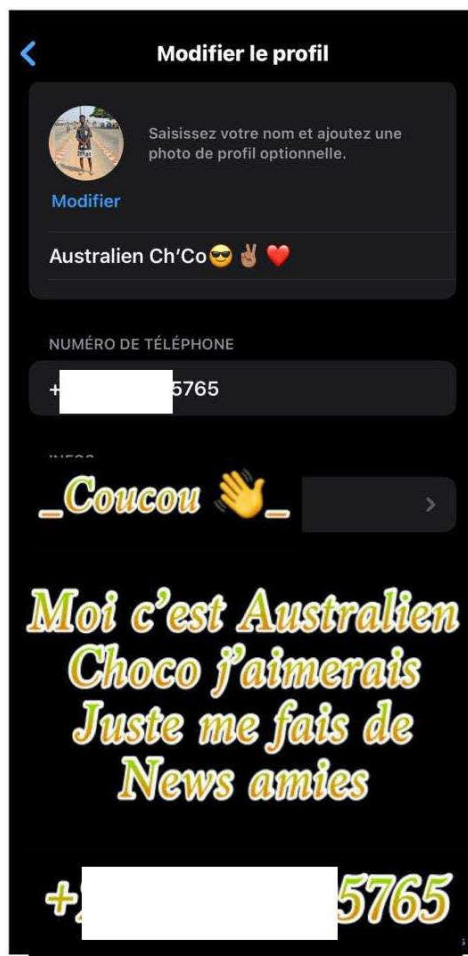 Modifier le profil
Saisissez votre nom et ajoutez une
photo de profil optionnelle.
Modifier
Australien Ch'Co😎✌🏽❤️
NUMÉRO DE TÉLÉPHONE
+ 5765
_Coucou 👋_
Moi c'est Australien
Choco j'aimerais
Juste me fais de
News amies
+ 5765